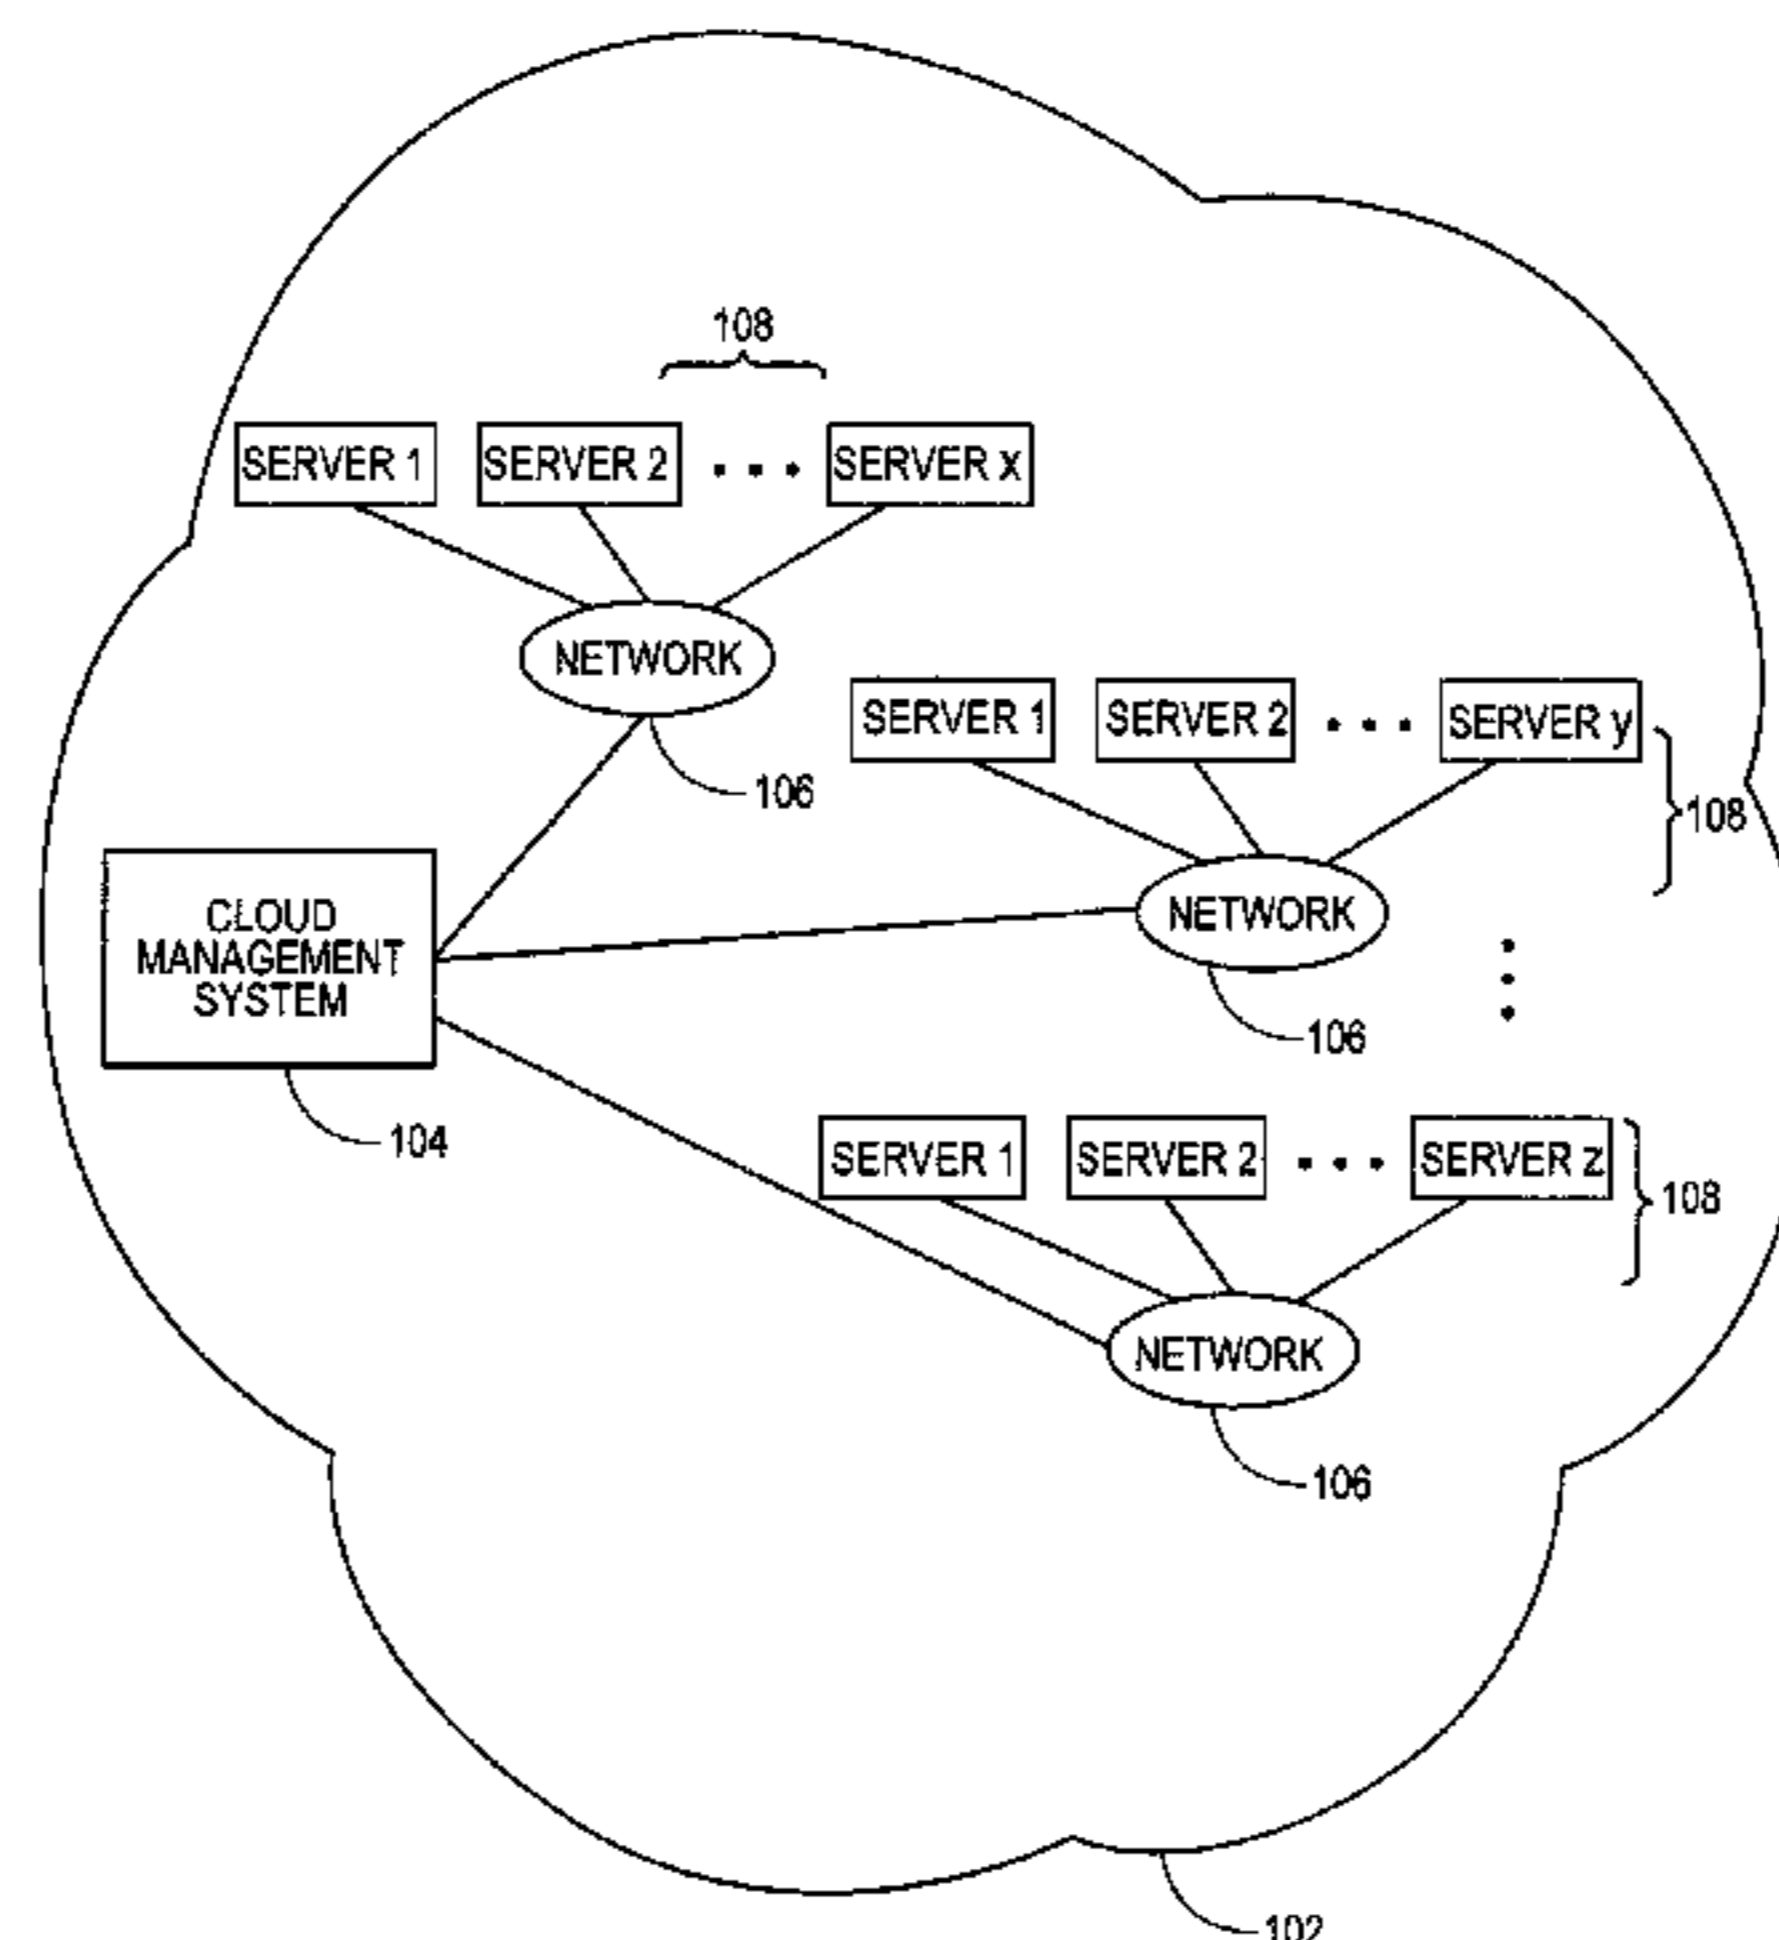 108
SERVER 1 SERVER 2 • • • SERVER x
NETWORK
106
SERVER 1 SERVER 2 • • • SERVER y
108
NETWORK
106
CLOUD
MANAGEMENT
SYSTEM
104
SERVER 1 SERVER 2 • • • SERVER z
108
NETWORK
106
102